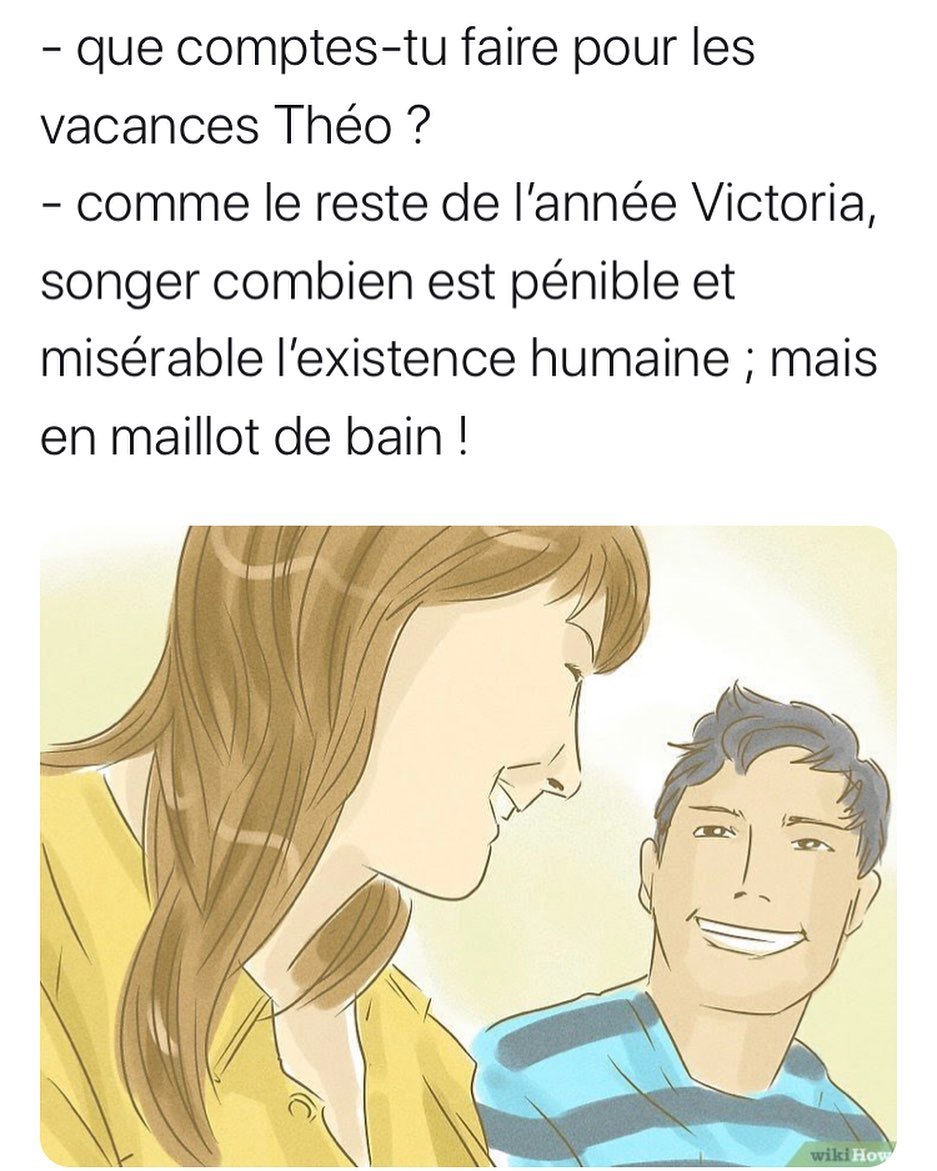 - que comptes-tu faire pour les
vacances Théo ?
- comme le reste de l’année Victoria,
songer combien est pénible et
misérable l’existence humaine ; mais
en maillot de bain !
wikiHow